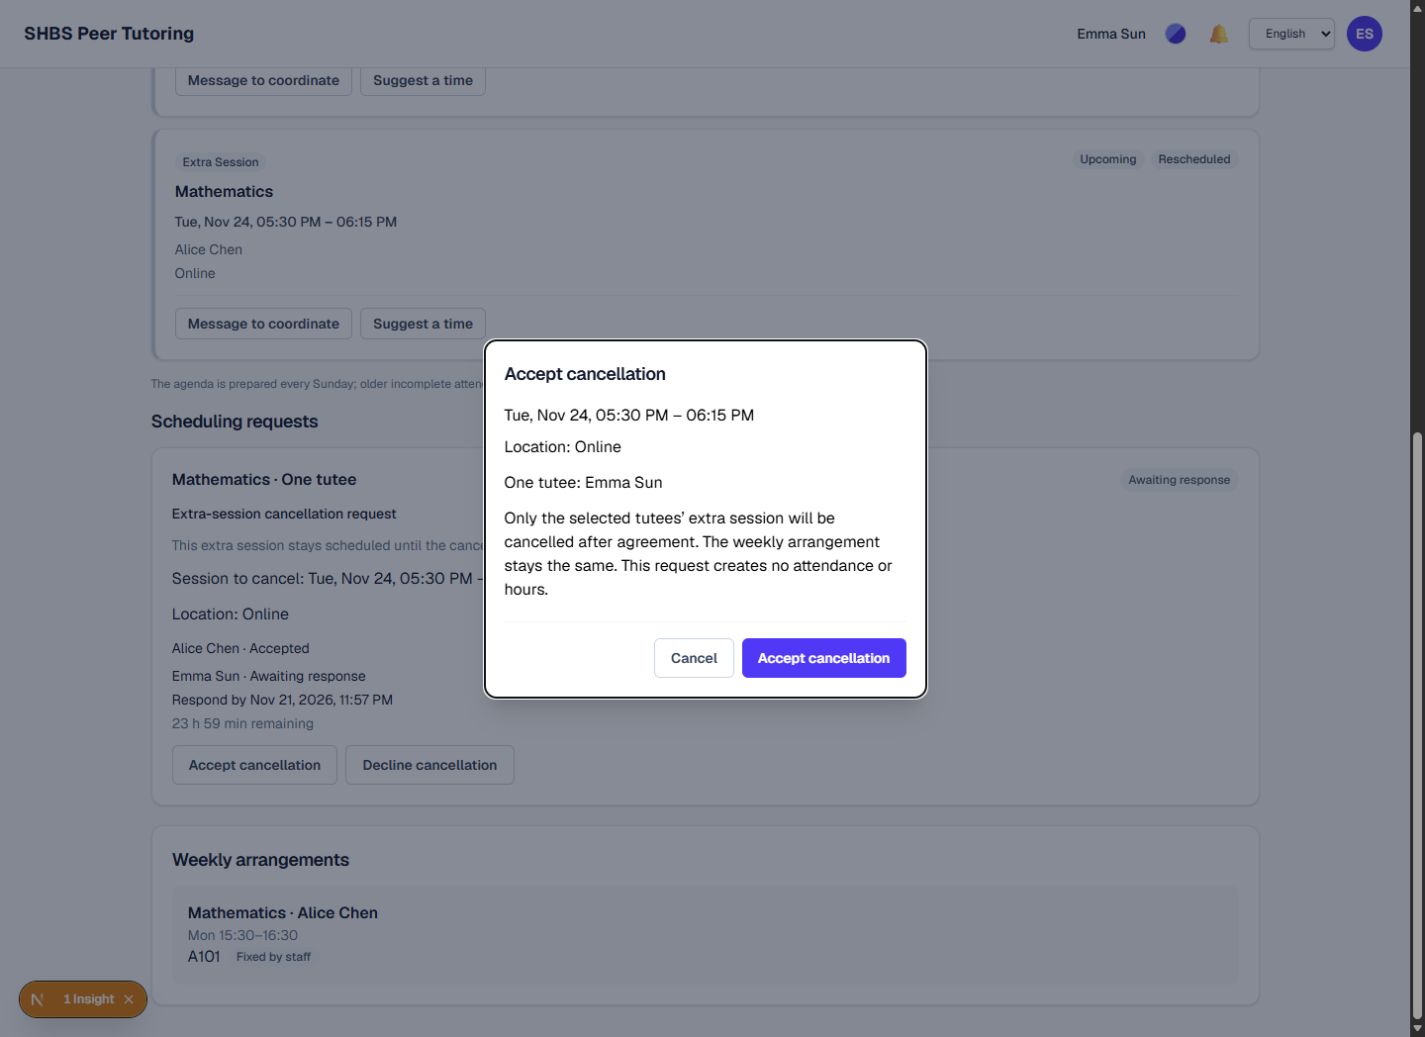 SHBS Peer Tutoring
Emma Sun
English
ES
Message to coordinate
Suggest a time
Extra Session
Upcoming
Rescheduled
Mathematics
Tue, Nov 24, 05:30 PM – 06:15 PM
Alice Chen
Online
Message to coordinate
Suggest a time
The agenda is prepared every Sunday; older incomplete
Scheduling requests
Mathematics · One tutee
Awaiting response
Extra-session cancellation request
This extra session stays scheduled until the
Session to cancel: Tue, Nov 24, 05:30 PM –
Location: Online
Alice Chen · Accepted
Emma Sun · Awaiting response
Respond by Nov 21, 2026, 11:57 PM
23 h 59 min remaining
Accept cancellation
Decline cancellation
Accept cancellation
Tue, Nov 24, 05:30 PM – 06:15 PM
Location: Online
One tutee: Emma Sun
Only the selected tutees’ extra session will be
cancelled after agreement. The weekly arrangement
stays the same. This request creates no attendance or
hours.
Cancel
Accept cancellation
Weekly arrangements
Mathematics · Alice Chen
Mon 15:30–16:30
A101
Fixed by staff
1 Insight